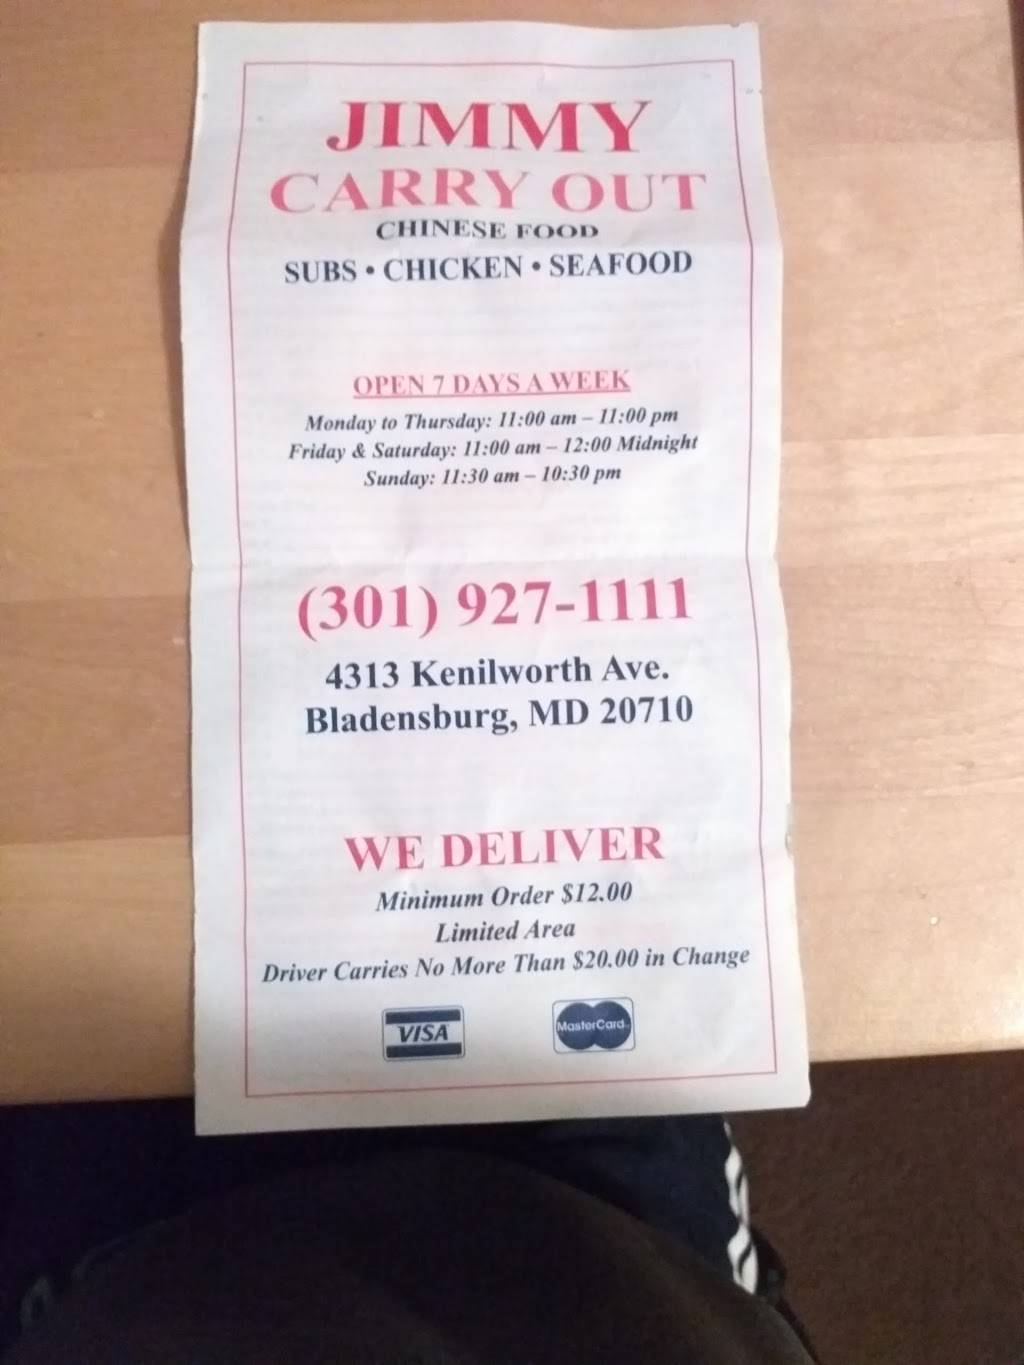 JIMMY
CARRY OUT
CHINESE FOOD
SUBS • CHICKEN • SEAFOOD
OPEN 7 DAYS A WEEK
Monday to Thursday: 11:00 am – 11:00 pm
Friday & Saturday: 11:00 am – 12:00 Midnight
Sunday: 11:30 am – 10:30 pm
(301) 927-1111
4313 Kenilworth Ave.
Bladensburg, MD 20710
WE DELIVER
Minimum Order $12.00
Limited Area
Driver Carries No More Than $20.00 in Change
VISA MasterCard